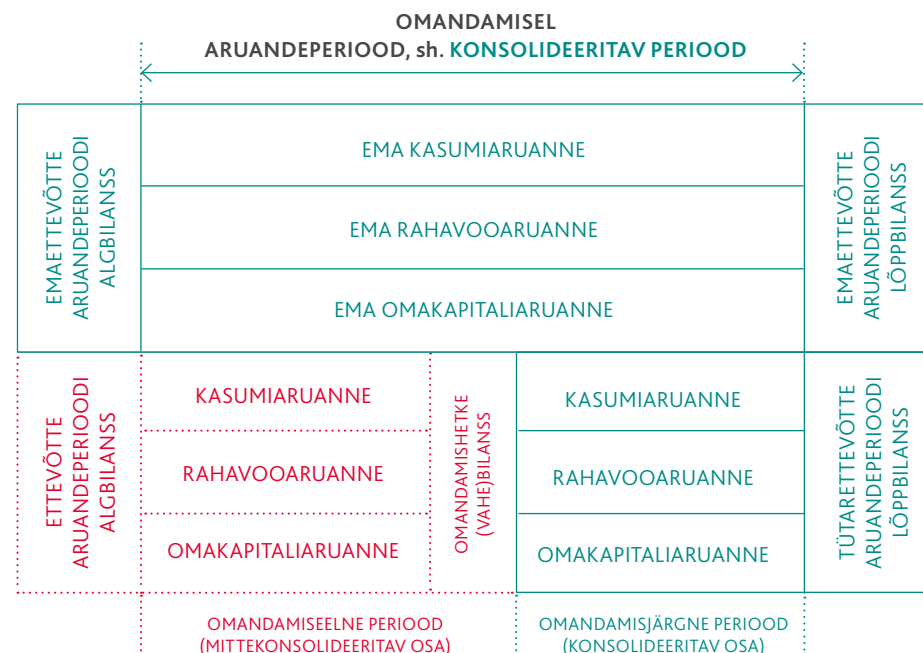 OMANDAMISEL
ARUANDEPERIOOD, sh. KONSOLIDEERITAV PERIOOD
EMAETTEVÕTTE
ARUANDEPERIOODI
ALGBILANSS
EMA KASUMIARUANNE
EMA RAHAVOOARUANNE
EMA OMAKAPITALIARUANNE
EMAETTEVÕTTE
ARUANDEPERIOODI
LÕPPBILANSS
ETTEVÕTTE
ARUANDEPERIOODI
ALGBILANSS
KASUMIARUANNE
RAHAVOOARUANNE
OMAKAPITALIARUANNE
OMANDAMISHETKE
(VAHE)BILANSS
KASUMIARUANNE
RAHAVOOARUANNE
OMAKAPITALIARUANNE
TÜTARETTEVÕTTE
ARUANDEPERIOODI
LÕPPBILANSS
OMANDAMISEELNE PERIOOD
(MITTEKONSOLIDEERITAV OSA)
OMANDAMISJÄRGNE PERIOOD
(KONSOLIDEERITAV OSA)